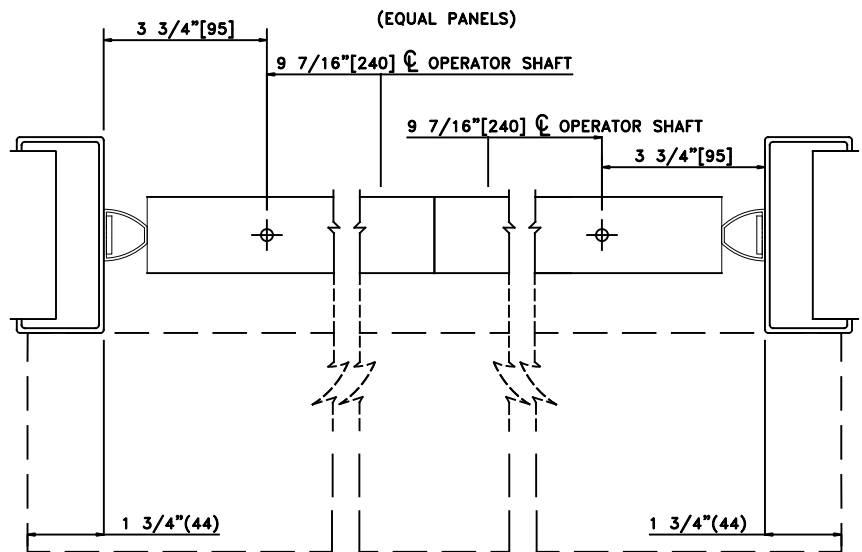 (EQUAL PANELS)
3 3/4"[95]
9 7/16"[240] ℄ OPERATOR SHAFT
9 7/16"[240] ℄ OPERATOR SHAFT
3 3/4"[95]
1 3/4"(44)
1 3/4"(44)